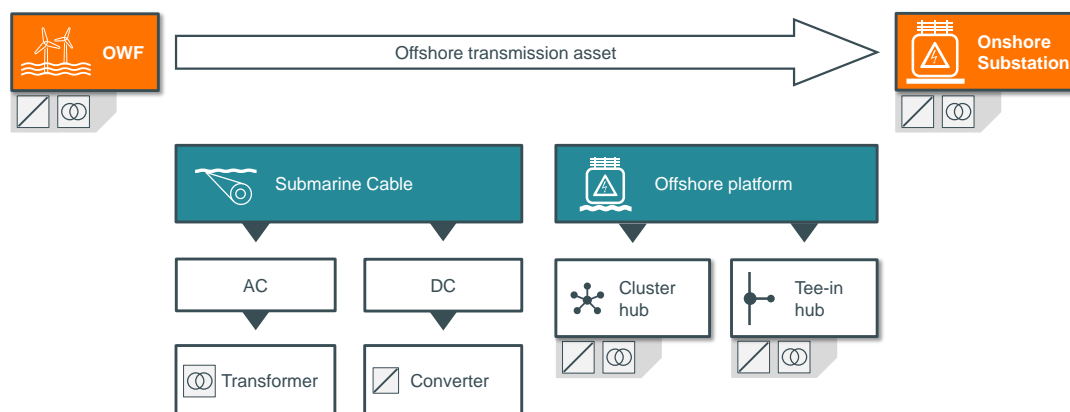 OWF
Offshore transmission asset
Onshore
Substation
Submarine Cable
Offshore platform
AC
DC
Cluster
hub
Tee-in
hub
Transformer
Converter